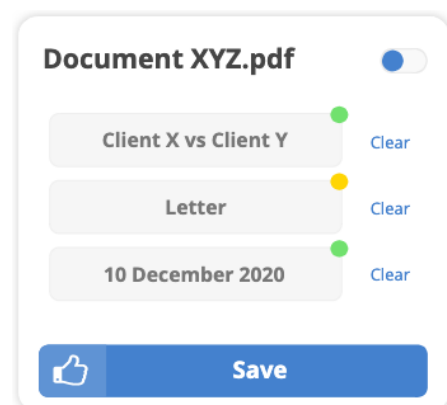 Document XYZ.pdf
Client X vs Client Y
Clear
Letter
Clear
10 December 2020
Clear
Save